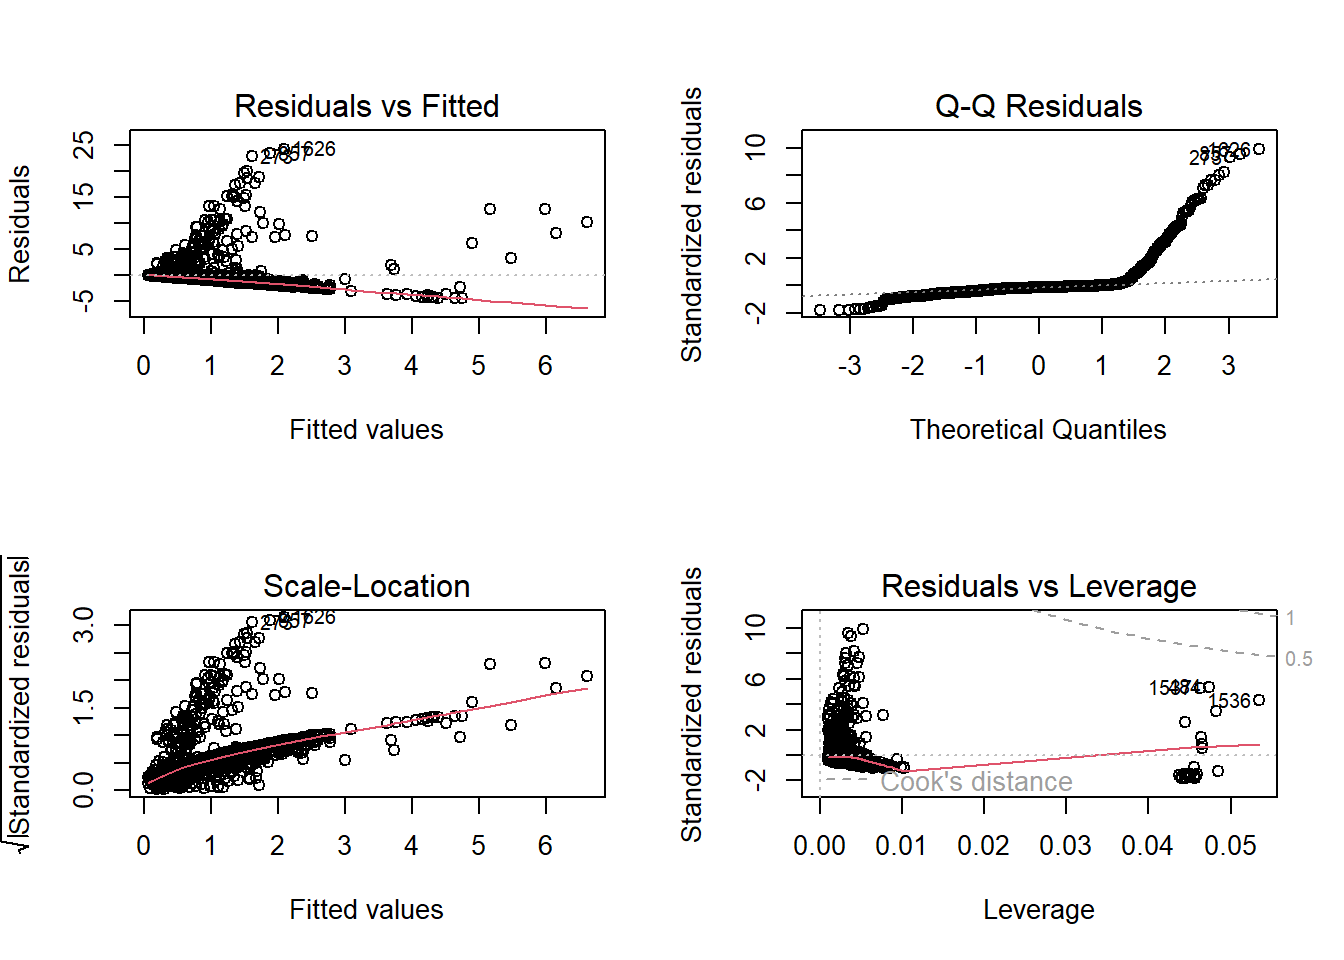 Residuals vs Fitted
Residuals
25
15
5
-5
1626
0 1 2 3 4 5 6
Fitted values
Q-Q Residuals
Standardized residuals
10
6
2
-2
1626
273
-3 -2 -1 0 1 2 3
Theoretical Quantiles
Scale-Location
√|Standardized residuals|
3.0
1.5
0.0
1626
0 1 2 3 4 5 6
Fitted values
Residuals vs Leverage
Standardized residuals
10
6
2
-2
1
0.5
1536
Cook's distance
0.00 0.01 0.02 0.03 0.04 0.05
Leverage